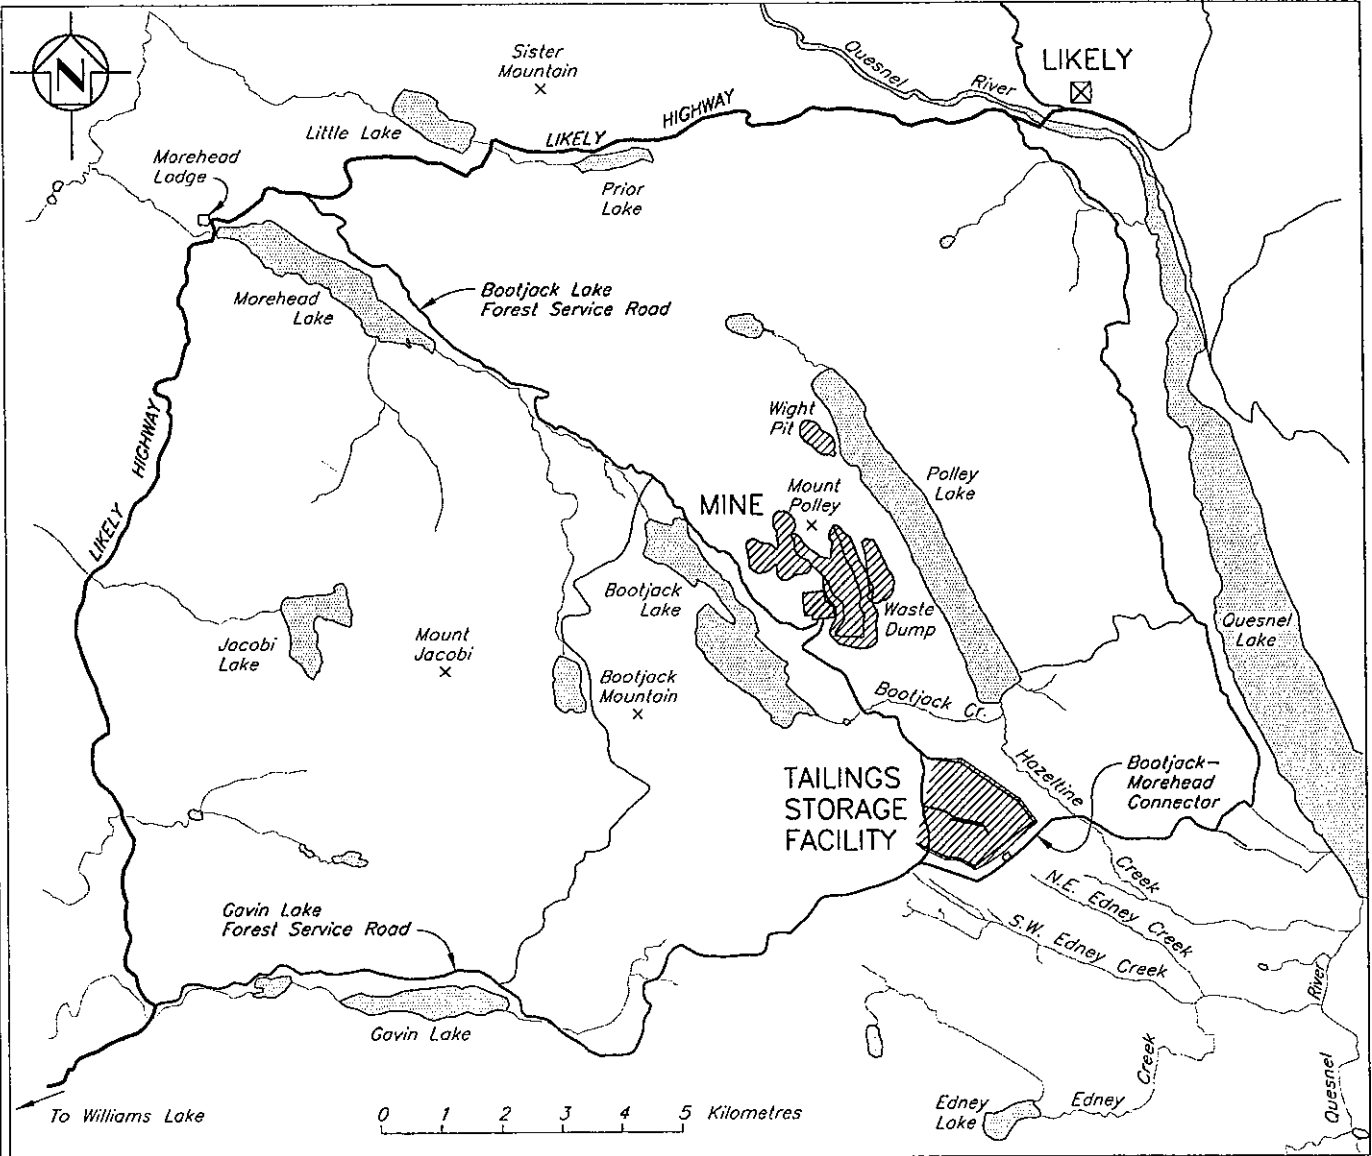 N
Sister
Mountain
×
Quesnel
River
LIKELY
Little Lake
LIKELY
HIGHWAY
Morehead
Lodge
Prior
Lake
Morehead
Lake
Bootjack Lake
Forest Service Road
Wight
Pit
Mount
Polley
×
MINE
Polley
Lake
LIKELY
HIGHWAY
Bootjack
Lake
Waste
Dump
Quesnel
Lake
Jacobi
Lake
Mount
Jacobi
×
Bootjack
Mountain
×
Bootjack Cr.
TAILINGS
STORAGE
FACILITY
Hazeltine
Creek
Bootjack–
Morehead
Connector
Gavin Lake
Forest Service Road
N.E. Edney Creek
S.W. Edney Creek
River
Gavin Lake
Edney
Lake
Edney
Creek
Quesnel
To Williams Lake
0 1 2 3 4 5 Kilometres